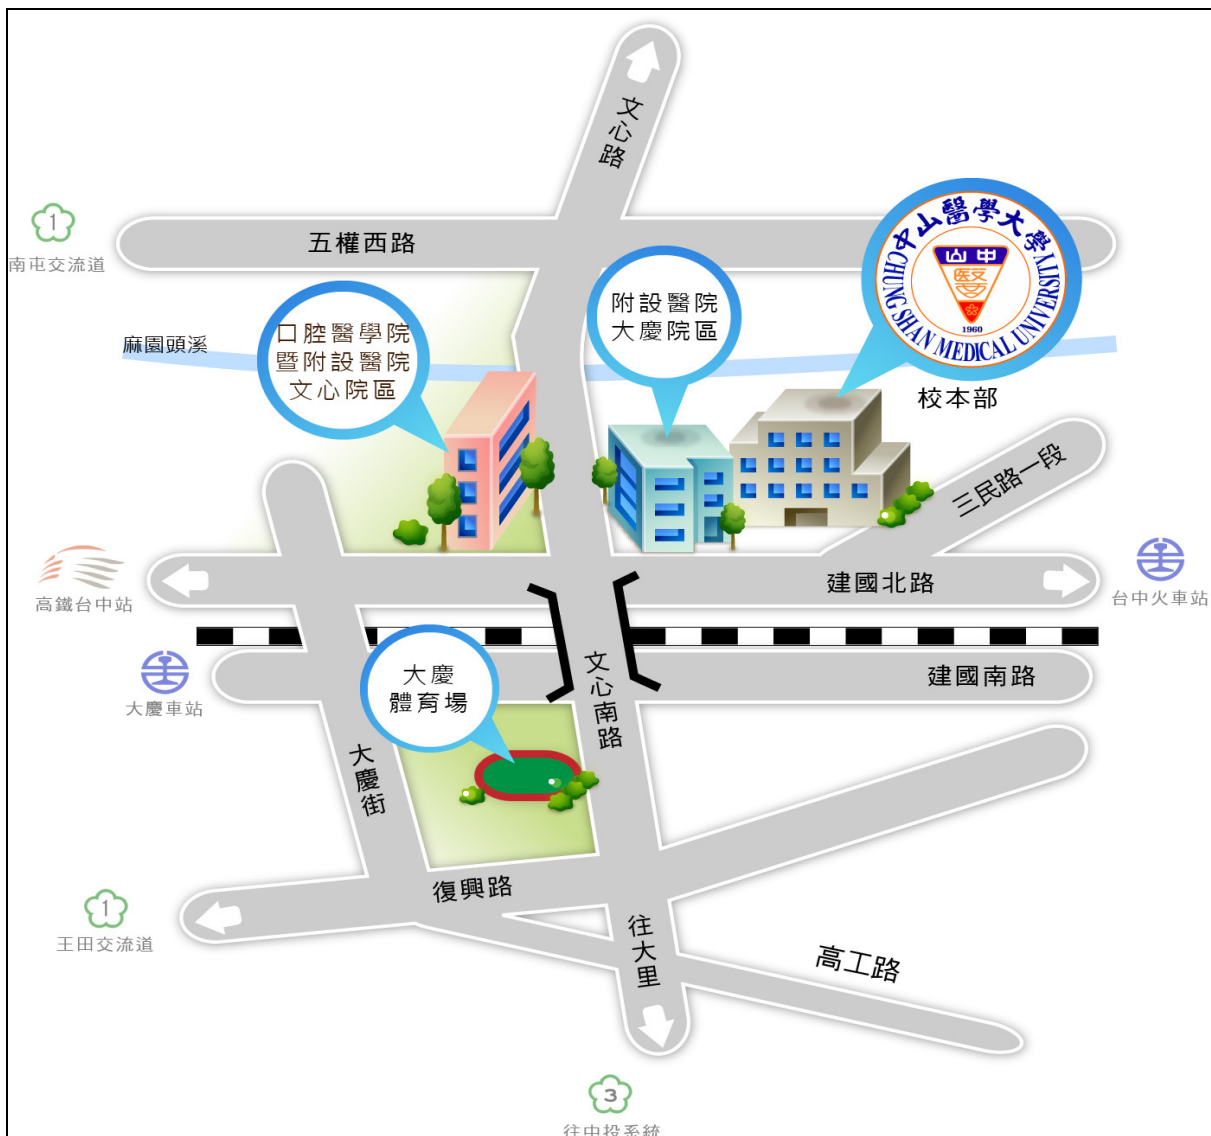 文心路
1
南屯交流道
五權西路
中山醫學大學
CHUNG SHAN MEDICAL UNIVERSITY
山中
醫
1960
校本部
附設醫院
大慶院區
口腔醫學院
暨附設醫院
文心院區
麻園頭溪
三民路一段
高鐵台中站
建國北路
台中火車站
大慶車站
大慶
體育場
文心南路
建國南路
大慶街
復興路
1
王田交流道
往大里
高工路
3
往中投系統